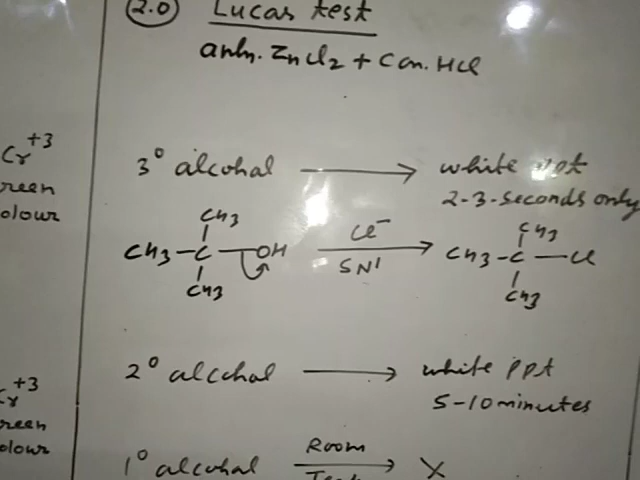 2.0 Lucas test
anh. ZnCl2 + Con. HCl
Cr+3
reen
olour
3° alcohal → white ppt
2-3-seconds only
CH3
CH3-C-OH
CH3
Cl-
SN1
CH3
CH3-C-Cl
CH3
2° alcohal → white ppt
5-10 minutes
+3
reen
olour
1° alcohal Room → X